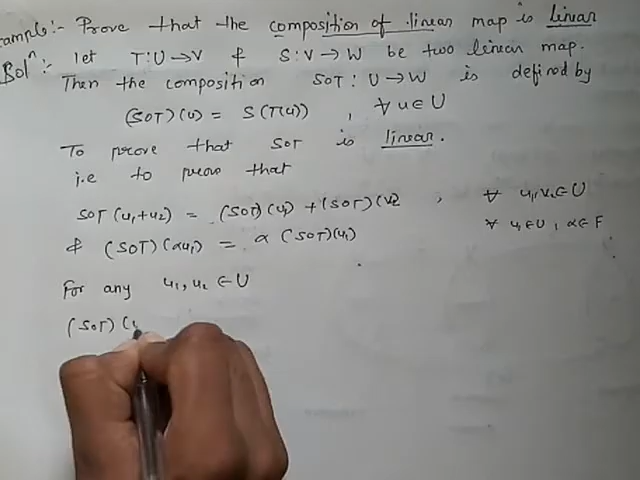 ample:- Prove that the composition of linear map is linear
Solⁿ:- let T:U→V & S:V→W be two linear map.
Then the composition SOT : U→W is defined by
(SOT)(u) = S(T(u)) , ∀ u∈U
To prove that SOT is linear.
i.e to prove that
SOT(u₁+u₂) = (SOT)(u₁) + (SOT)(u₂ , ∀ u₁,u₂∈U
& (SOT)(αu₁) = α (SOT)(u₁) ∀ u₁∈U, α∈F
For any u₁, u₂ ∈ U
(SOT)(